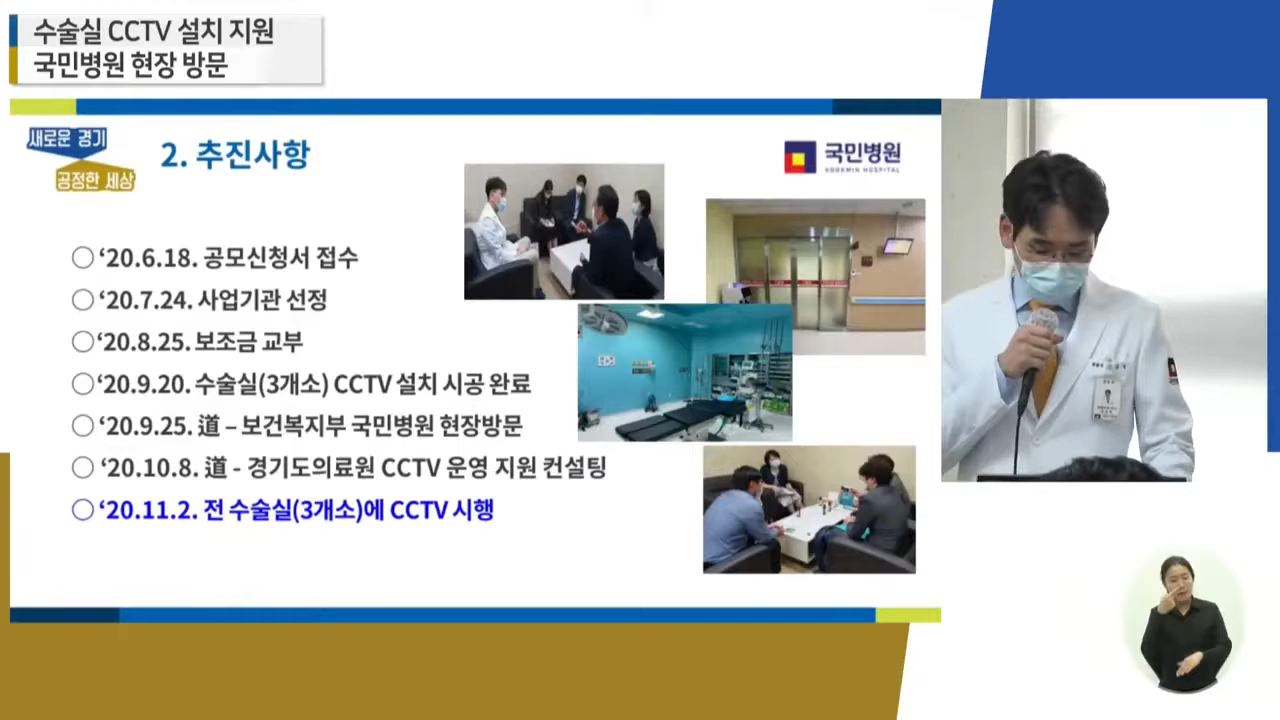 수술실 CCTV 설치 지원
국민병원 현장 방문
새로운 경기
공정한 세상
2. 추진사항
국민병원
KOOKMIN HOSPITAL
○‘20.6.18. 공모신청서 접수
○‘20.7.24. 사업기관 선정
○‘20.8.25. 보조금 교부
○‘20.9.20. 수술실(3개소) CCTV 설치 시공 완료
○‘20.9.25. 道 – 보건복지부 국민병원 현장방문
○ ‘20.10.8. 道 - 경기도의료원 CCTV 운영 지원 컨설팅
○‘20.11.2. 전 수술실(3개소)에 CCTV 시행